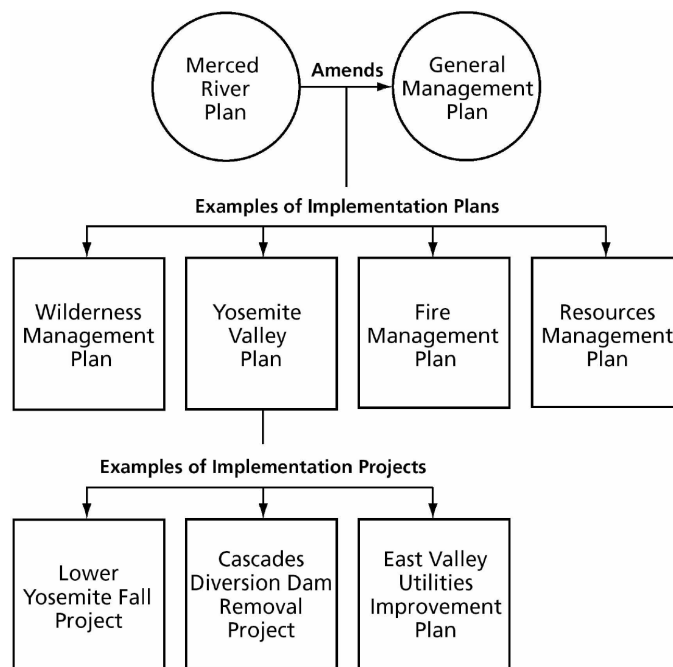 Merced
River
Plan
Amends
General
Management
Plan
Examples of Implementation Plans
Wilderness
Management
Plan
Yosemite
Valley
Plan
Fire
Management
Plan
Resources
Management
Plan
Examples of Implementation Projects
Lower
Yosemite Fall
Project
Cascades
Diversion Dam
Removal
Project
East Valley
Utilities
Improvement
Plan